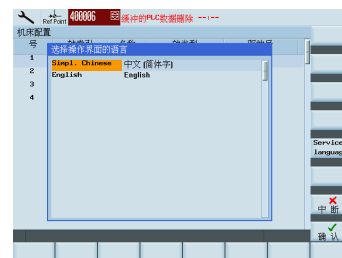 Ref Point 400006 缓冲的PLC数据删除 --!--
机床配置
号
选择操作界面的语言
1 Simpl. Chinese 中文 (简体字)
2 English English
3
4
Service
languag
中断
确认